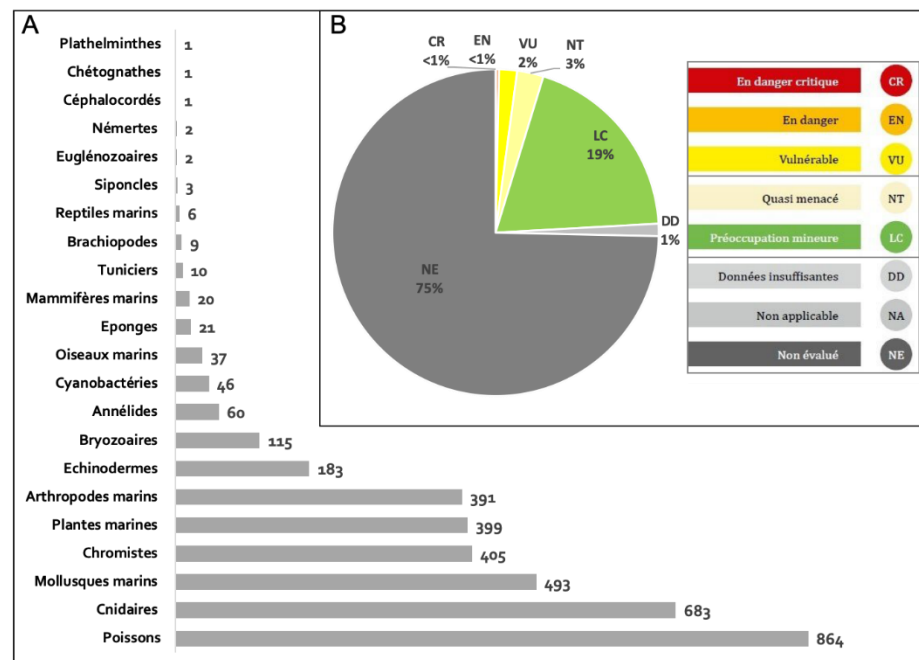 A
Plathelminthes 1
Chétognathes 1
Céphalocordés 1
Némertes 2
Euglénozoaires 2
Siponcles 3
Reptiles marins 6
Brachiopodes 9
Tuniciers 10
Mammifères marins 20
Eponges 21
Oiseaux marins 37
Cyanobactéries 46
Annélides 60
Bryozoaires 115
Echinodermes 183
Arthropodes marins 391
Plantes marines 399
Chromistes 405
Mollusques marins 493
Cnidaires 683
Poissons 864
B
CR
<1%
EN
<1%
VU
2%
NT
3%
LC
19%
DD
1%
NE
75%
En danger critique CR
En danger EN
Vulnérable VU
Quasi menacé NT
Préoccupation mineure LC
Données insuffisantes DD
Non applicable NA
Non évalué NE